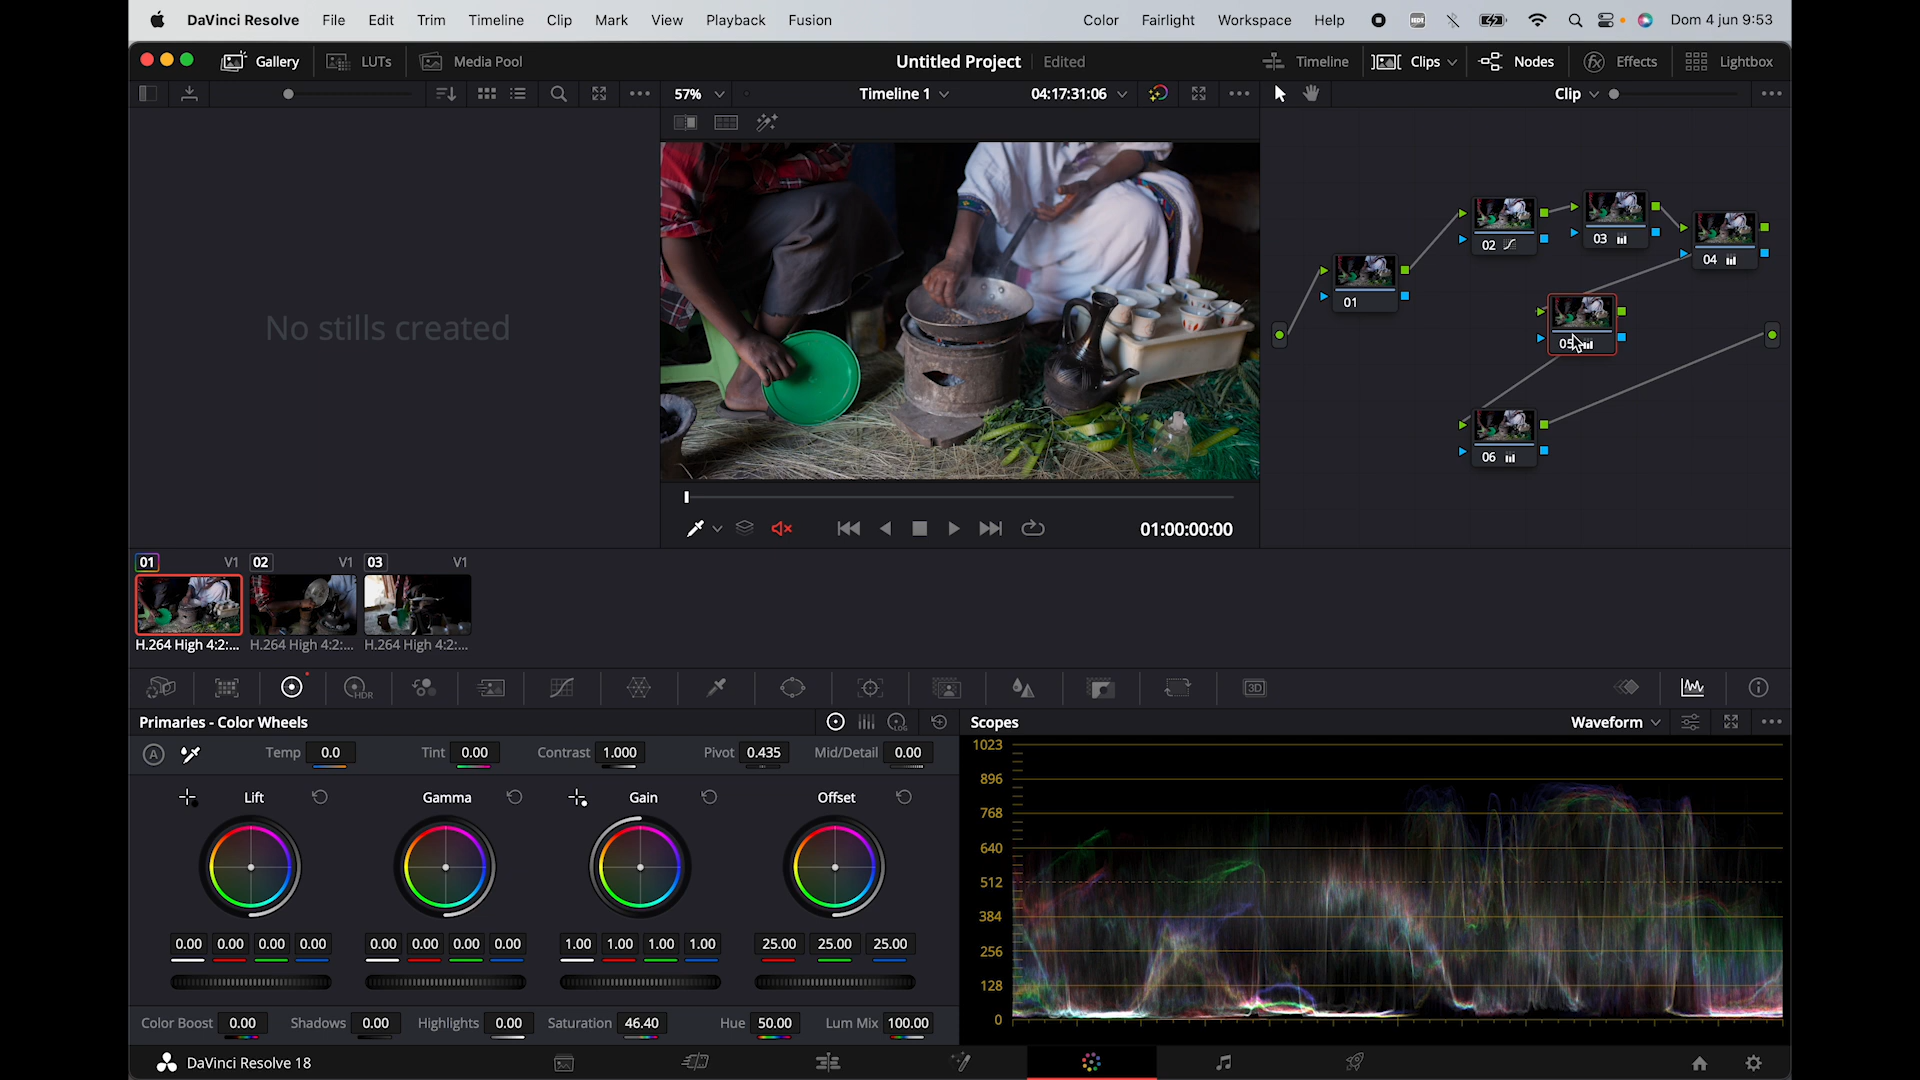 DaVinci Resolve File Edit Trim Timeline Clip Mark View Playback Fusion Color Fairlight Workspace Help Dom 4 jun 9:53
Gallery LUTs Media Pool Untitled Project Edited Timeline Clips Nodes Effects Lightbox
57% Timeline 1 04:17:31:06 Clip
No stills created
01
02
03
04
05
06
01:00:00:00
01 V1 02 V1 03 V1
H.264 High 4:2:... H.264 High 4:2:... H.264 High 4:2:...
HDR
3D
Primaries - Color Wheels
LOG
Scopes Waveform
A Temp 0.0 Tint 0.00 Contrast 1.000 Pivot 0.435 Mid/Detail 0.00
Lift Gamma Gain Offset
0.00 0.00 0.00 0.00 0.00 0.00 0.00 0.00 1.00 1.00 1.00 1.00 25.00 25.00 25.00
Color Boost 0.00 Shadows 0.00 Highlights 0.00 Saturation 46.40 Hue 50.00 Lum Mix 100.00
1023
896
768
640
512
384
256
128
0
DaVinci Resolve 18